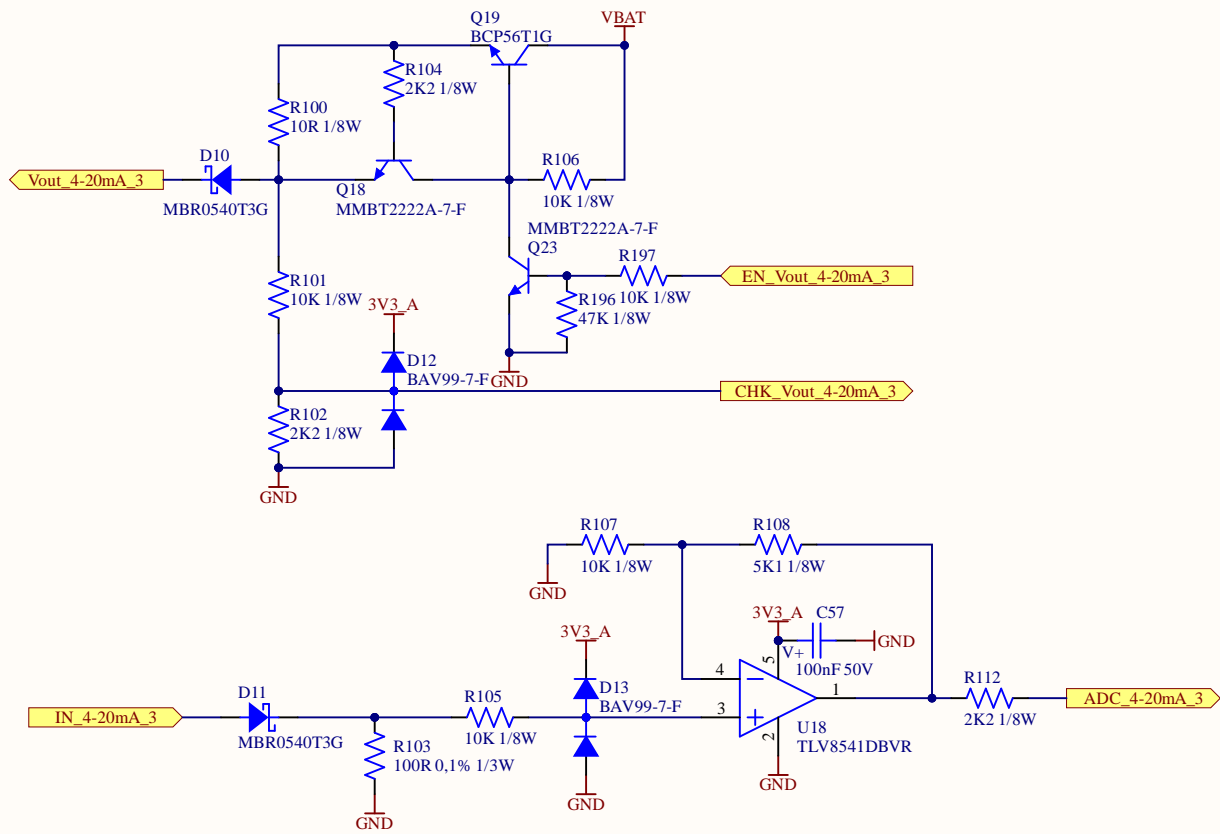 Q19
BCP56T1G
VBAT
R104
2K2 1/8W
R100
10R 1/8W
D10
Vout_4-20mA_3
MBR0540T3G
Q18
MMBT2222A-7-F
R106
10K 1/8W
MMBT2222A-7-F
Q23
R197
10K 1/8W
EN_Vout_4-20mA_3
R196
47K 1/8W
GND
R101
10K 1/8W
3V3_A
D12
BAV99-7-F
CHK_Vout_4-20mA_3
R102
2K2 1/8W
GND
R107
10K 1/8W
GND
R108
5K1 1/8W
3V3_A
C57
GND
V+
100nF 50V
5
4
3
1
2
U18
TLV8541DBVR
GND
R112
2K2 1/8W
ADC_4-20mA_3
3V3_A
D13
BAV99-7-F
GND
D11
IN_4-20mA_3
MBR0540T3G
R105
10K 1/8W
R103
100R 0,1% 1/3W
GND